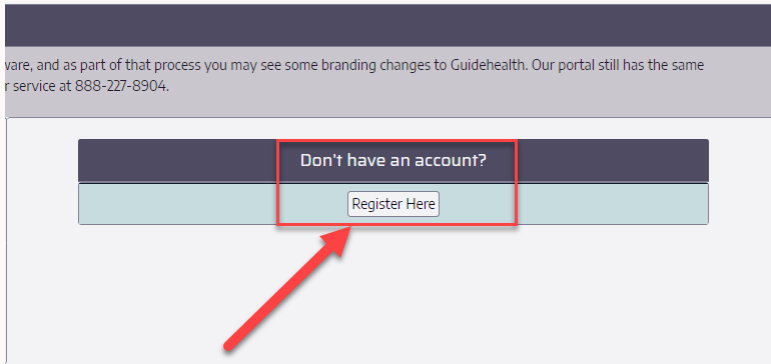 and as part of that process you may see some branding changes to Guidehealth. Our portal still has the same
service at 888-227-8904.
Don't have an account?
Register Here